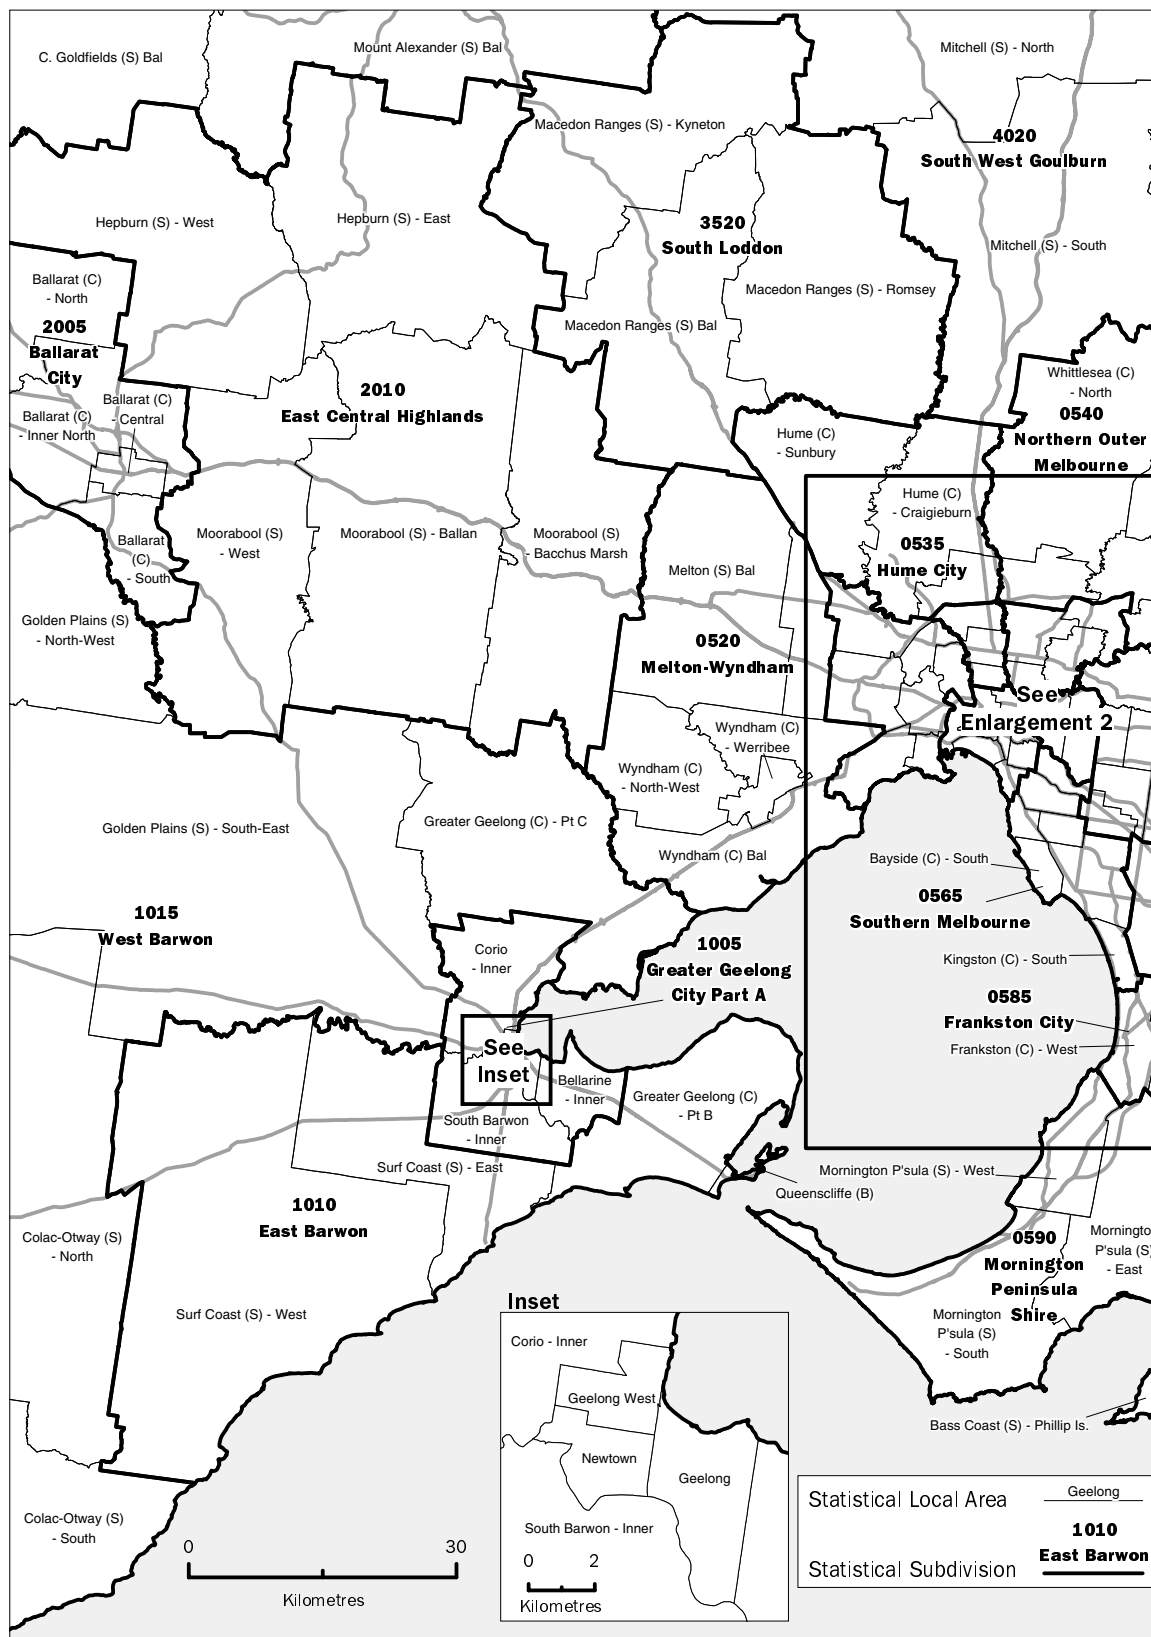 C. Goldfields (S) Bal
Mount Alexander (S) Bal
Mitchell (S) - North
Macedon Ranges (S) - Kyneton
4020
South West Goulburn
Hepburn (S) - West
Hepburn (S) - East
3520
South Loddon
Mitchell (S) - South
Ballarat (C)
- North
Macedon Ranges (S) - Romsey
2005
Ballarat
City
Macedon Ranges (S) Bal
2010
East Central Highlands
Whittlesea (C)
- North
0540
Northern Outer
Melbourne
Ballarat (C)
- Central
Ballarat (C)
- Inner North
Hume (C)
- Sunbury
Hume (C)
- Craigieburn
0535
Hume City
Ballarat
(C)
- South
Moorabool (S)
- West
Moorabool (S) - Ballan
Moorabool (S)
- Bacchus Marsh
Melton (S) Bal
Golden Plains (S)
- North-West
0520
Melton-Wyndham
See
Enlargement 2
Wyndham (C)
- Werribee
Wyndham (C)
- North-West
Golden Plains (S) - South-East
Greater Geelong (C) - Pt C
Wyndham (C) Bal
Bayside (C) - South
0565
Southern Melbourne
1015
West Barwon
Corio
- Inner
1005
Greater Geelong
City Part A
Kingston (C) - South
0585
Frankston City
Frankston (C) - West
See
Inset
Bellarine
- Inner
Greater Geelong (C)
- Pt B
South Barwon
- Inner
Surf Coast (S) - East
Mornington P'sula (S) - West
Queenscliffe (B)
1010
East Barwon
Colac-Otway (S)
- North
0590
Mornington
Peninsula
Shire
Morningto
P'sula (S)
- East
Surf Coast (S) - West
Mornington
P'sula (S)
- South
Bass Coast (S) - Phillip Is.
Inset
Corio - Inner
Geelong West
Newtown
Geelong
South Barwon - Inner
0 2
Kilometres
Colac-Otway (S)
- South
0 30
Kilometres
Statistical Local Area
Geelong
1010
East Barwon
Statistical Subdivision